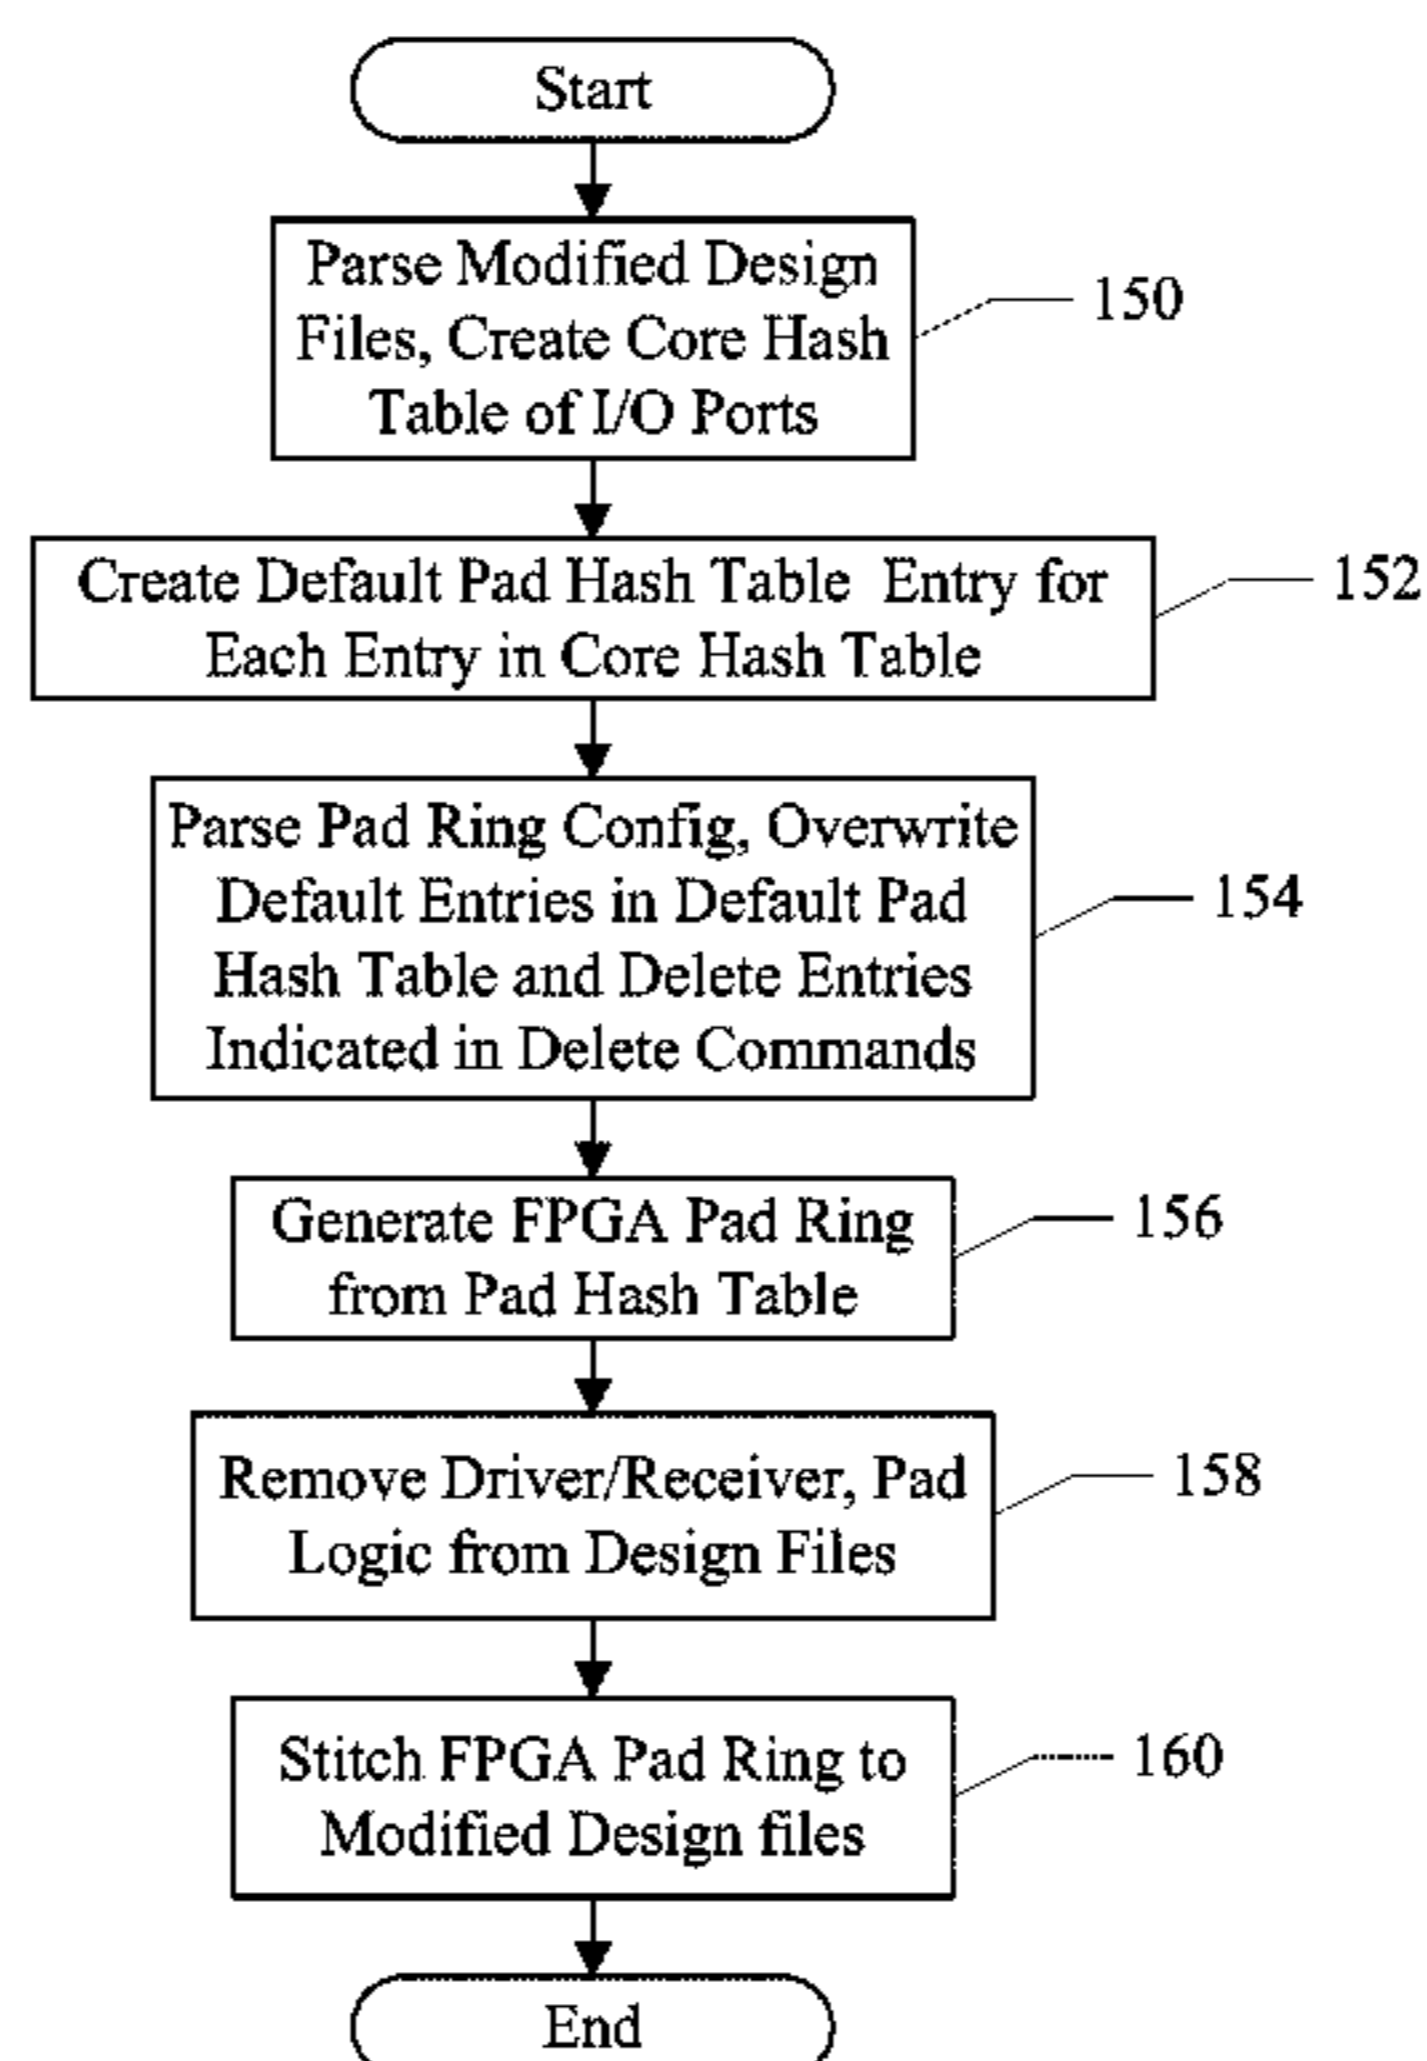 Start
Parse Modified Design
Files, Create Core Hash
Table of I/O Ports
150
Create Default Pad Hash Table Entry for
Each Entry in Core Hash Table
152
Parse Pad Ring Config, Overwrite
Default Entries in Default Pad
Hash Table and Delete Entries
Indicated in Delete Commands
154
Generate FPGA Pad Ring
from Pad Hash Table
156
Remove Driver/Receiver, Pad
Logic from Design Files
158
Stitch FPGA Pad Ring to
Modified Design files
160
End